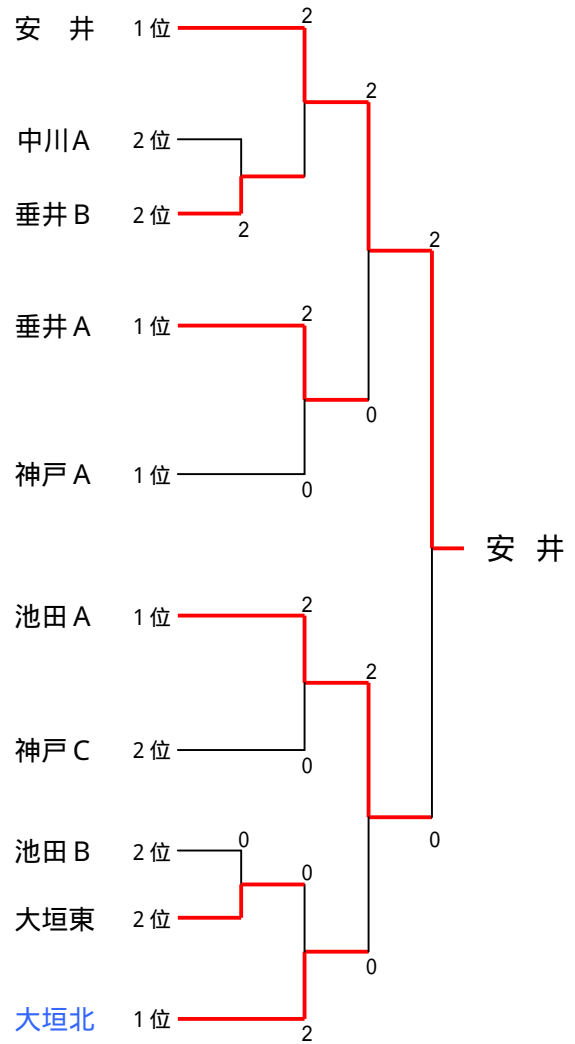 安　井 1位 2
2
中川A 2位
垂井B 2位 2
2
垂井A 1位 2
0
神戸A 1位 0
安 井
池田A 1位 2
2
神戸C 2位 0
池田B 2位 0
0
0
大垣東 2位
0
大垣北 1位 2